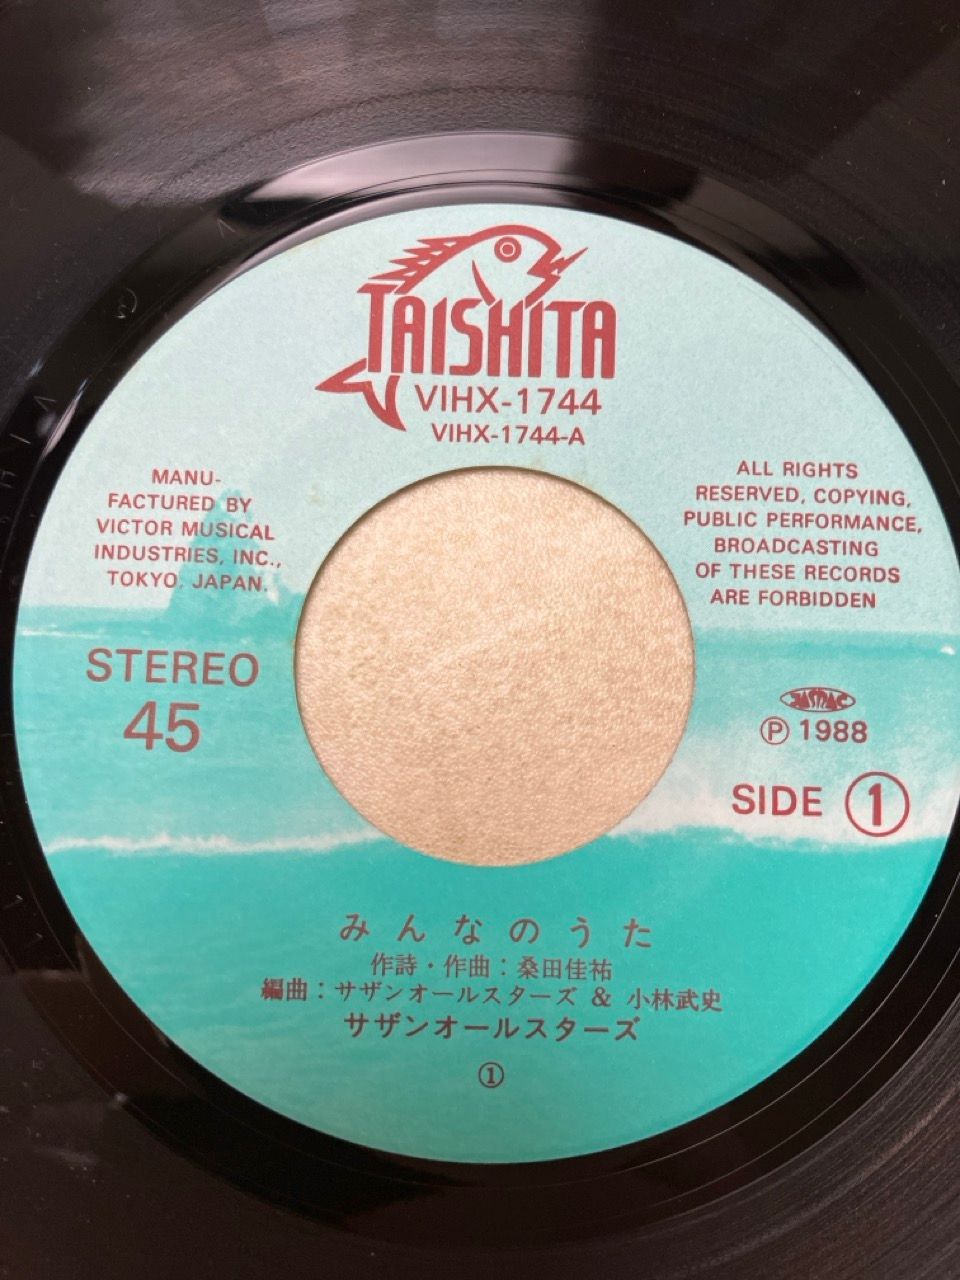 TAISHITA
VIHX-1744
VIHX-1744-A
MANU-
FACTURED BY
VICTOR MUSICAL
INDUSTRIES, INC.,
TOKYO. JAPAN.
ALL RIGHTS
RESERVED, COPYING,
PUBLIC PERFORMANCE,
BROADCASTING
OF THESE RECORDS
ARE FORBIDDEN
STEREO
45
JASRAC
Ⓟ 1988
SIDE ①
みんなのうた
作詩・作曲：桑田佳祐
編曲：サザンオールスターズ & 小林武史
サザンオールスターズ
①